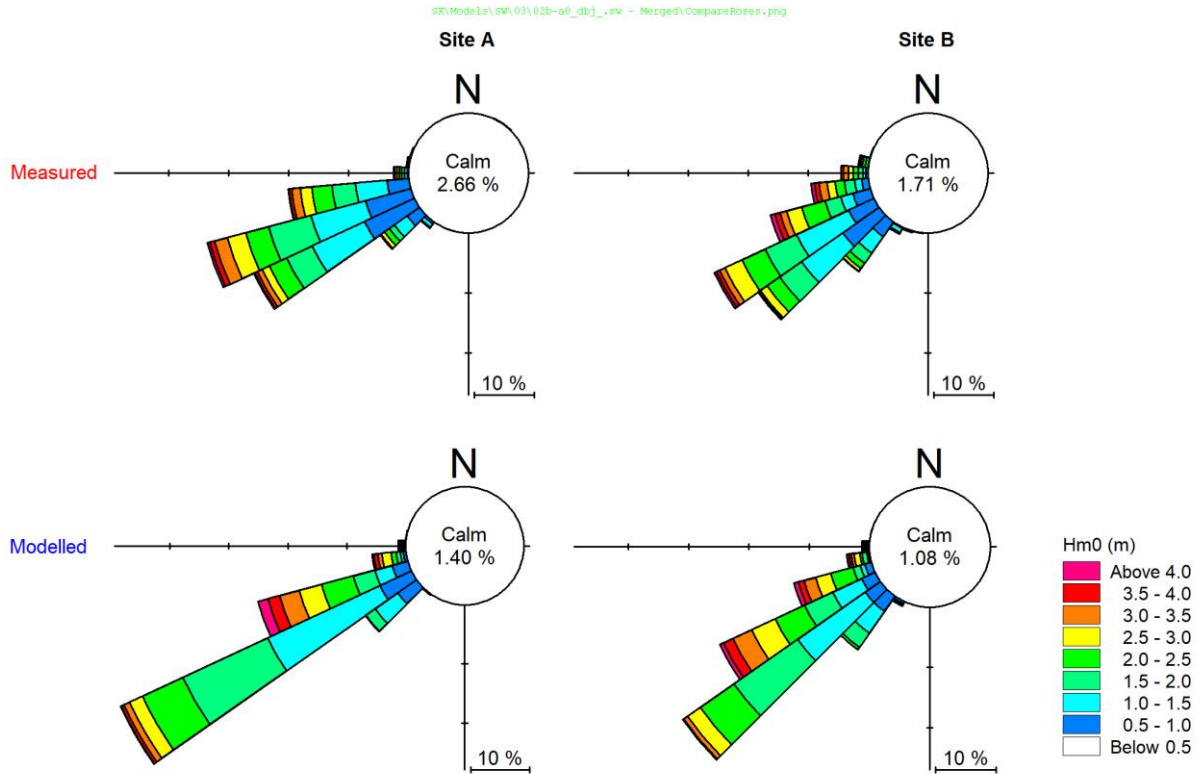 SK\Models\SW\03\02b-a0_dbj_.sw - Merged\CompareRoses.png
Site A
Site B
N
N
Measured
Calm
2.66 %
Calm
1.71 %
10 %
10 %
N
N
Modelled
Calm
1.40 %
Calm
1.08 %
10 %
10 %
Hm0 (m)
Above 4.0
3.5 - 4.0
3.0 - 3.5
2.5 - 3.0
2.0 - 2.5
1.5 - 2.0
1.0 - 1.5
0.5 - 1.0
Below 0.5